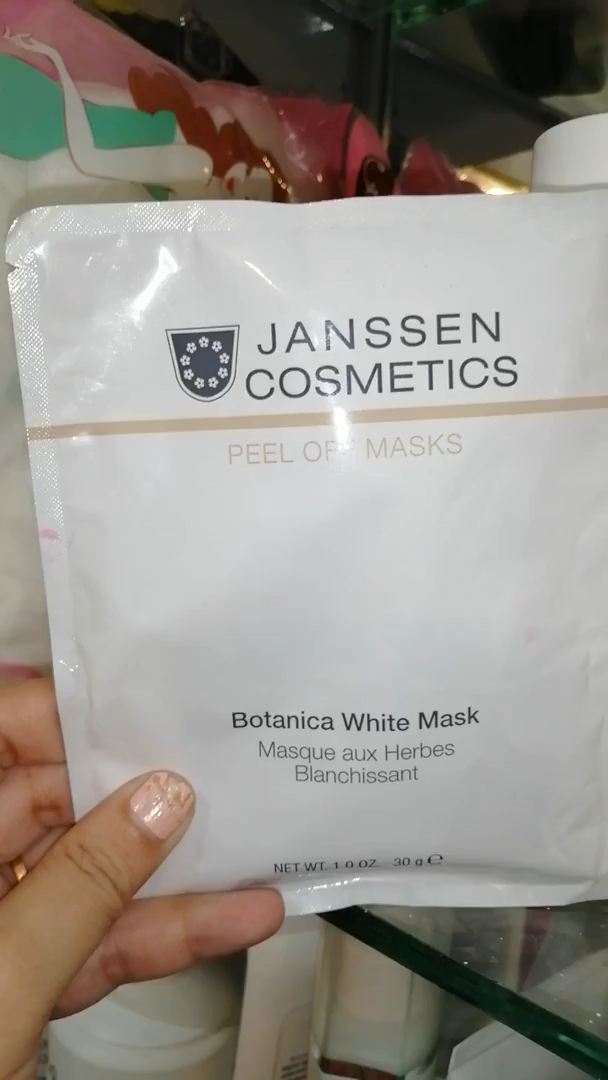 JANSSEN
COSMETICS
PEEL OFF MASKS
Botanica White Mask
Masque aux Herbes
Blanchissant
NET WT. 1.0 OZ. 30 g ℮